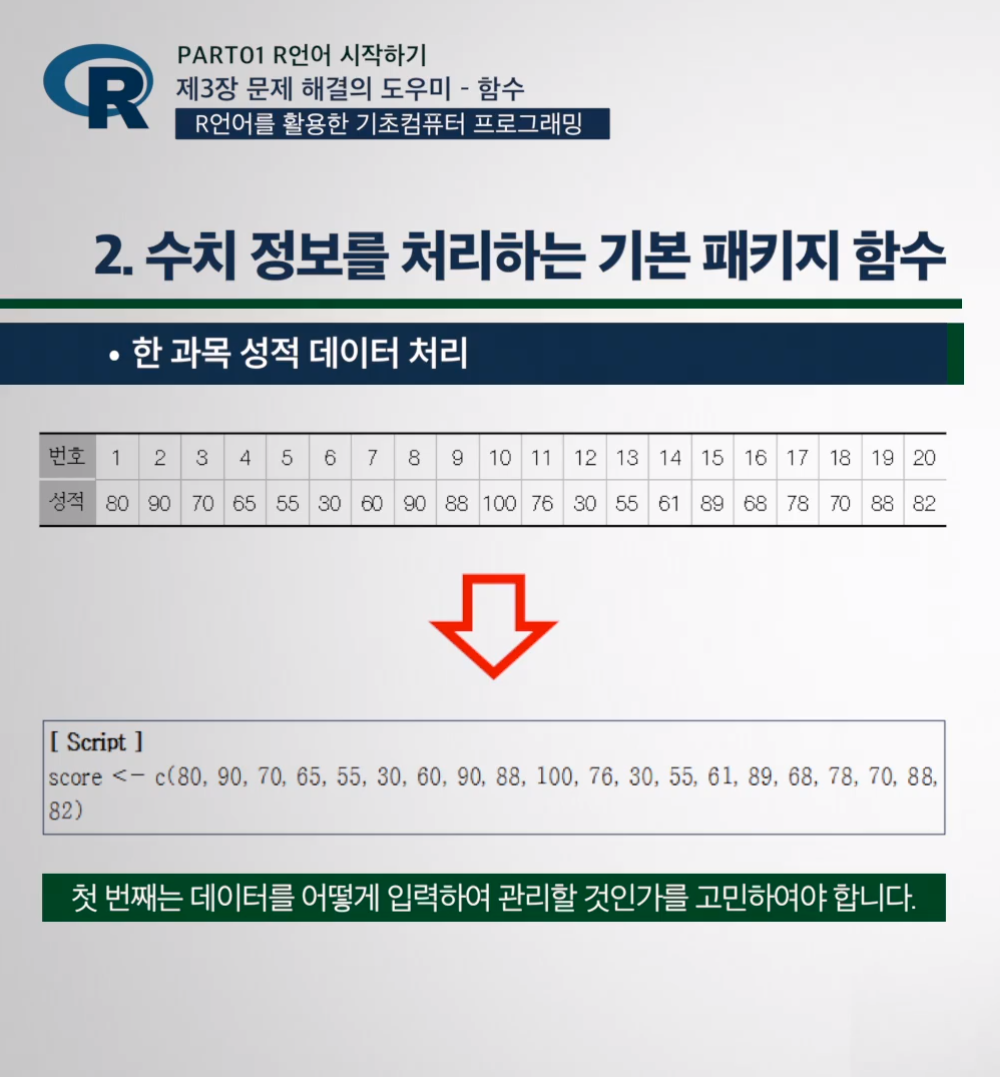 R
PART01 R언어 시작하기
제3장 문제 해결의 도우미 - 함수
R언어를 활용한 기초컴퓨터 프로그래밍
2. 수치 정보를 처리하는 기본 패키지 함수
• 한 과목 성적 데이터 처리
번호 1 2 3 4 5 6 7 8 9 10 11 12 13 14 15 16 17 18 19 20
성적 80 90 70 65 55 30 60 90 88 100 76 30 55 61 89 68 78 70 88 82
[ Script ]
score <- c(80, 90, 70, 65, 55, 30, 60, 90, 88, 100, 76, 30, 55, 61, 89, 68, 78, 70, 88,
82)
첫 번째는 데이터를 어떻게 입력하여 관리할 것인가를 고민하여야 합니다.